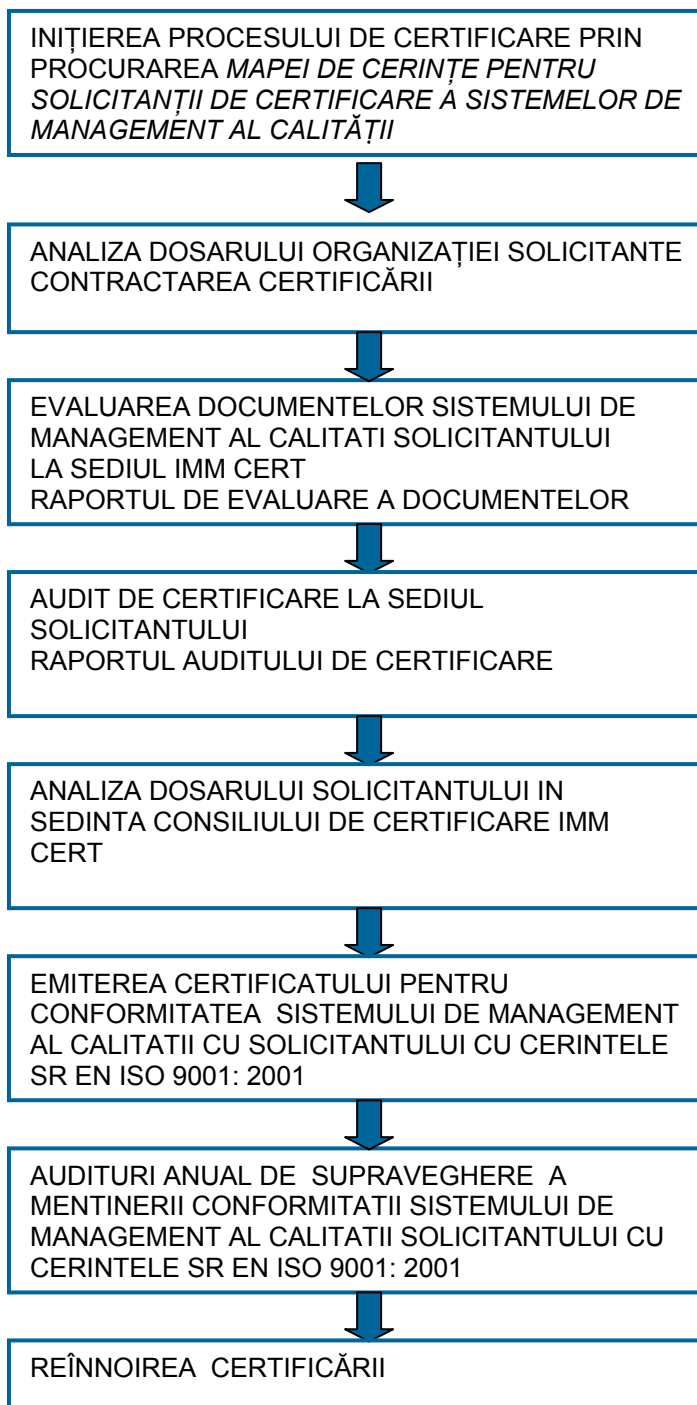 INIȚIEREA PROCESULUI DE CERTIFICARE PRIN
PROCURAREA MAPEI DE CERINȚE PENTRU
SOLICITANȚII DE CERTIFICARE A SISTEMELOR DE
MANAGEMENT AL CALITĂȚII
ANALIZA DOSARULUI ORGANIZAȚIEI SOLICITANTE
CONTRACTAREA CERTIFICĂRII
EVALUAREA DOCUMENTELOR SISTEMULUI DE
MANAGEMENT AL CALITATI SOLICITANTULUI
LA SEDIUL IMM CERT
RAPORTUL DE EVALUARE A DOCUMENTELOR
AUDIT DE CERTIFICARE LA SEDIUL
SOLICITANTULUI
RAPORTUL AUDITULUI DE CERTIFICARE
ANALIZA DOSARULUI SOLICITANTULUI IN
SEDINTA CONSILIULUI DE CERTIFICARE IMM
CERT
EMITEREA CERTIFICATULUI PENTRU
CONFORMITATEA SISTEMULUI DE MANAGEMENT
AL CALITATII CU SOLICITANTULUI CU CERINTELE
SR EN ISO 9001: 2001
AUDITURI ANUAL DE SUPRAVEGHERE A
MENTINERII CONFORMITATII SISTEMULUI DE
MANAGEMENT AL CALITATII SOLICITANTULUI CU
CERINTELE SR EN ISO 9001: 2001
REÎNNOIREA CERTIFICĂRII